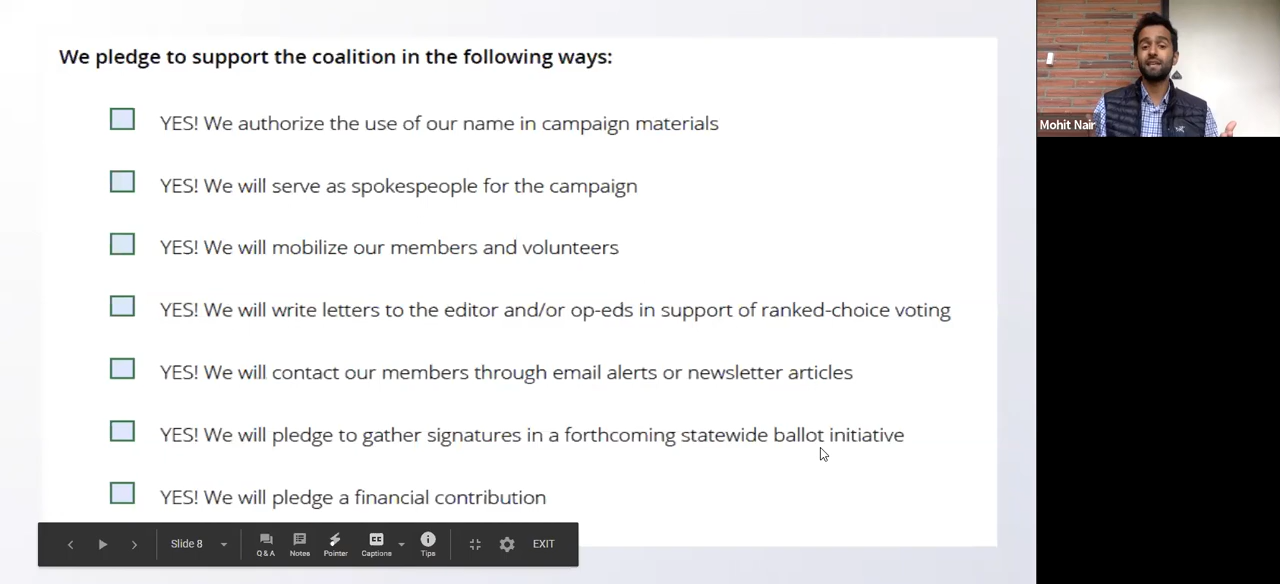 We pledge to support the coalition in the following ways:
YES! We authorize the use of our name in campaign materials
YES! We will serve as spokespeople for the campaign
YES! We will mobilize our members and volunteers
YES! We will write letters to the editor and/or op-eds in support of ranked-choice voting
YES! We will contact our members through email alerts or newsletter articles
YES! We will pledge to gather signatures in a forthcoming statewide ballot initiative
YES! We will pledge a financial contribution
Slide 8
Q&A
Notes
Pointer
CC
Captions
Tips
EXIT
Mohit Nair